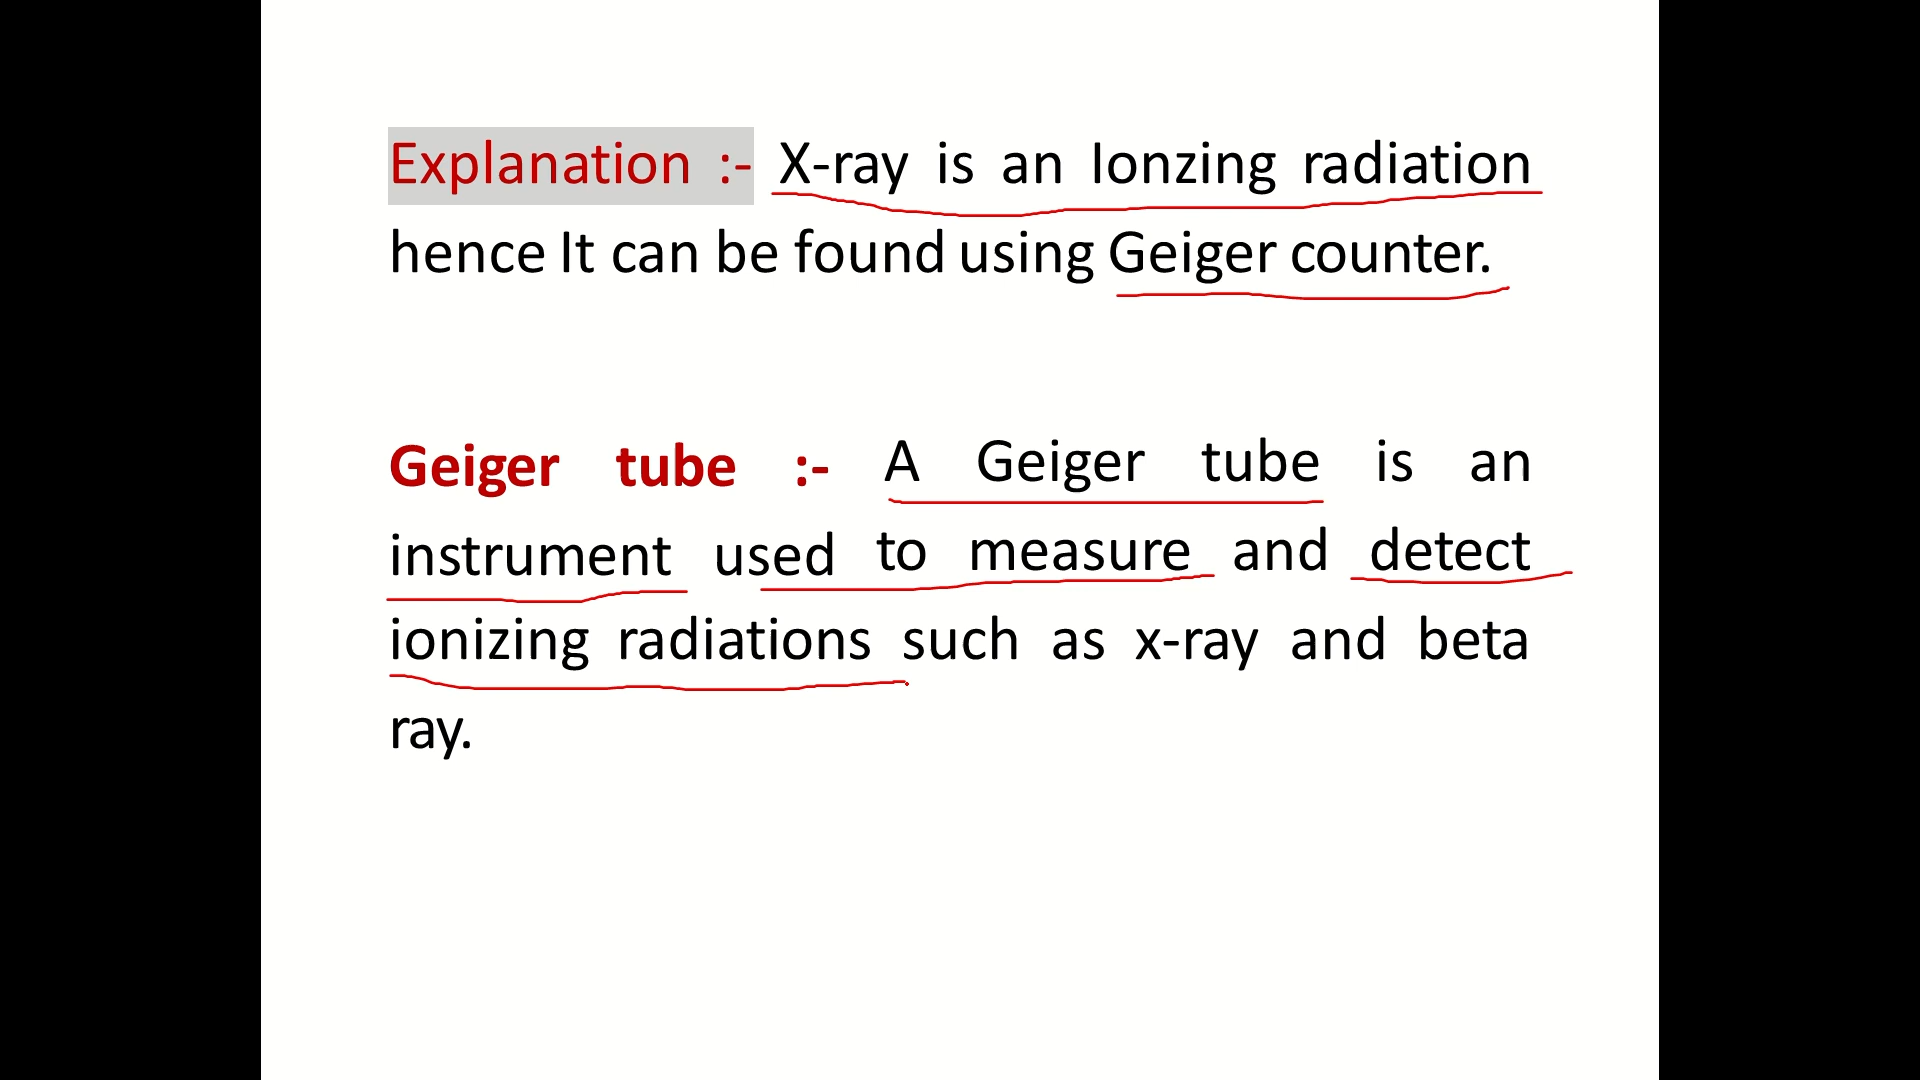 Explanation :- X-ray is an Ionzing radiation
hence It can be found using Geiger counter.
Geiger tube :- A Geiger tube is an
instrument used to measure and detect
ionizing radiations such as x-ray and beta
ray.